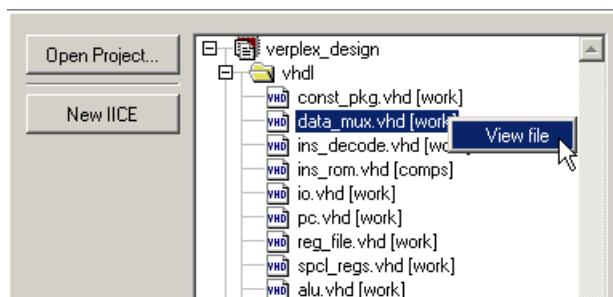 Open Project...
New IICE
verplex_design
vhdl
const_pkg.vhd [work]
data_mux.vhd [work]
View file
ins_decode.vhd [wo
ins_rom.vhd [comps]
io.vhd [work]
pc.vhd [work]
reg_file.vhd [work]
spcl_regs.vhd [work]
alu.vhd [work]